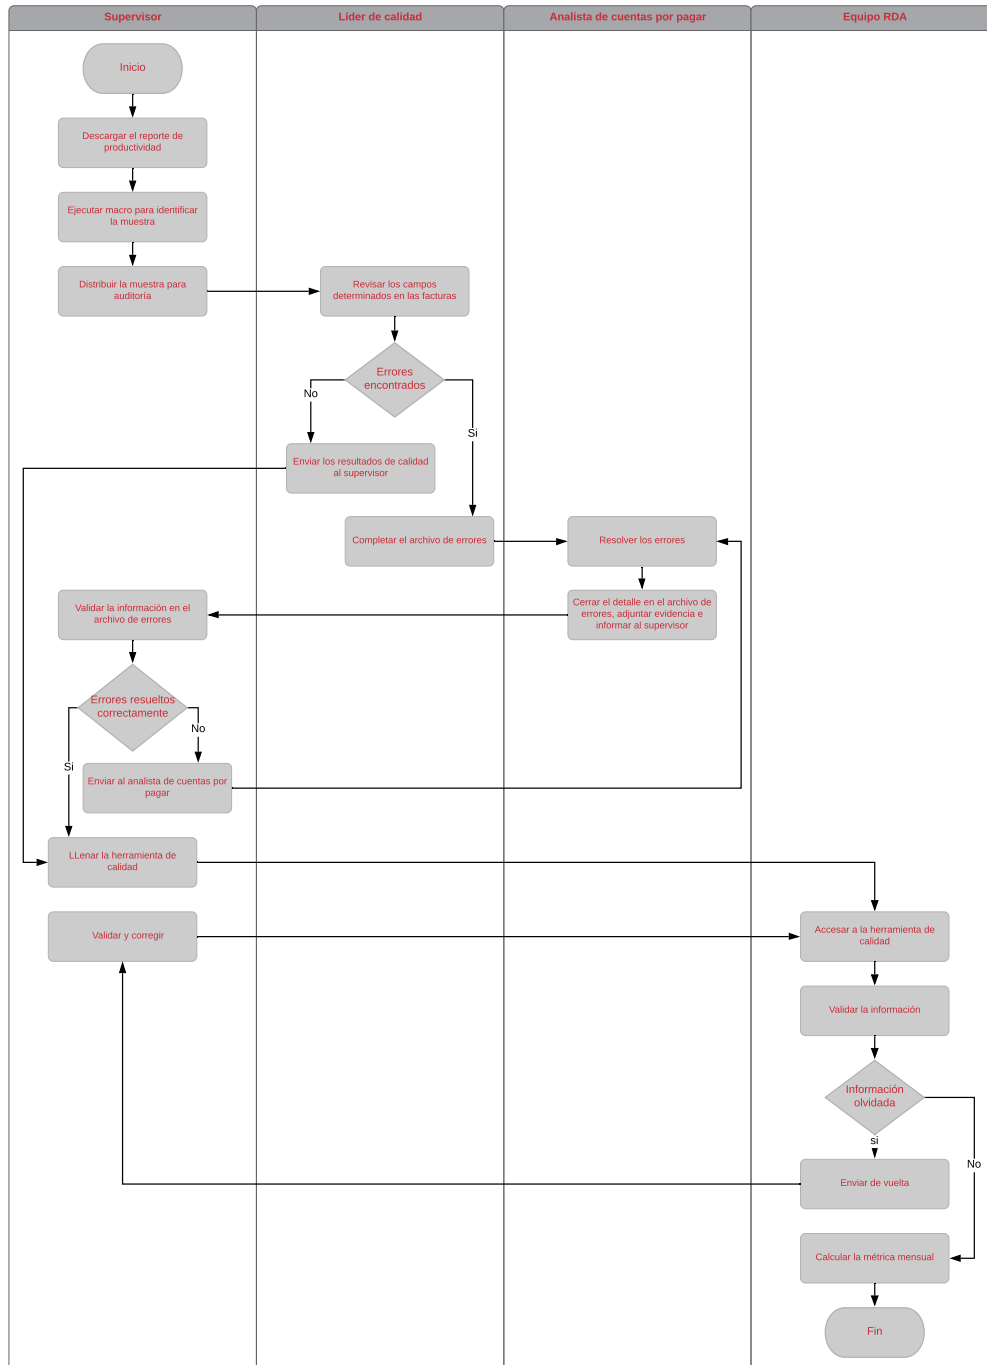 Supervisor
Líder de calidad
Analista de cuentas por pagar
Equipo RDA
Inicio
Descargar el reporte de
productividad
Ejecutar macro para identificar
la muestra
Distribuir la muestra para
auditoría
Revisar los campos
determinados en las facturas
Errores
encontrados
No
Si
Enviar los resultados de calidad
al supervisor
Completar el archivo de errores
Resolver los errores
Cerrar el detalle en el archivo de
errores, adjuntar evidencia e
informar al supervisor
Validar la información en el
archivo de errores
Errores resueltos
correctamente
No
Si
Enviar al analista de cuentas por
pagar
LLenar la herramienta de
calidad
Validar y corregir
Accesar a la herramienta de
calidad
Validar la información
Información
olvidada
si
No
Enviar de vuelta
Calcular la métrica mensual
Fin